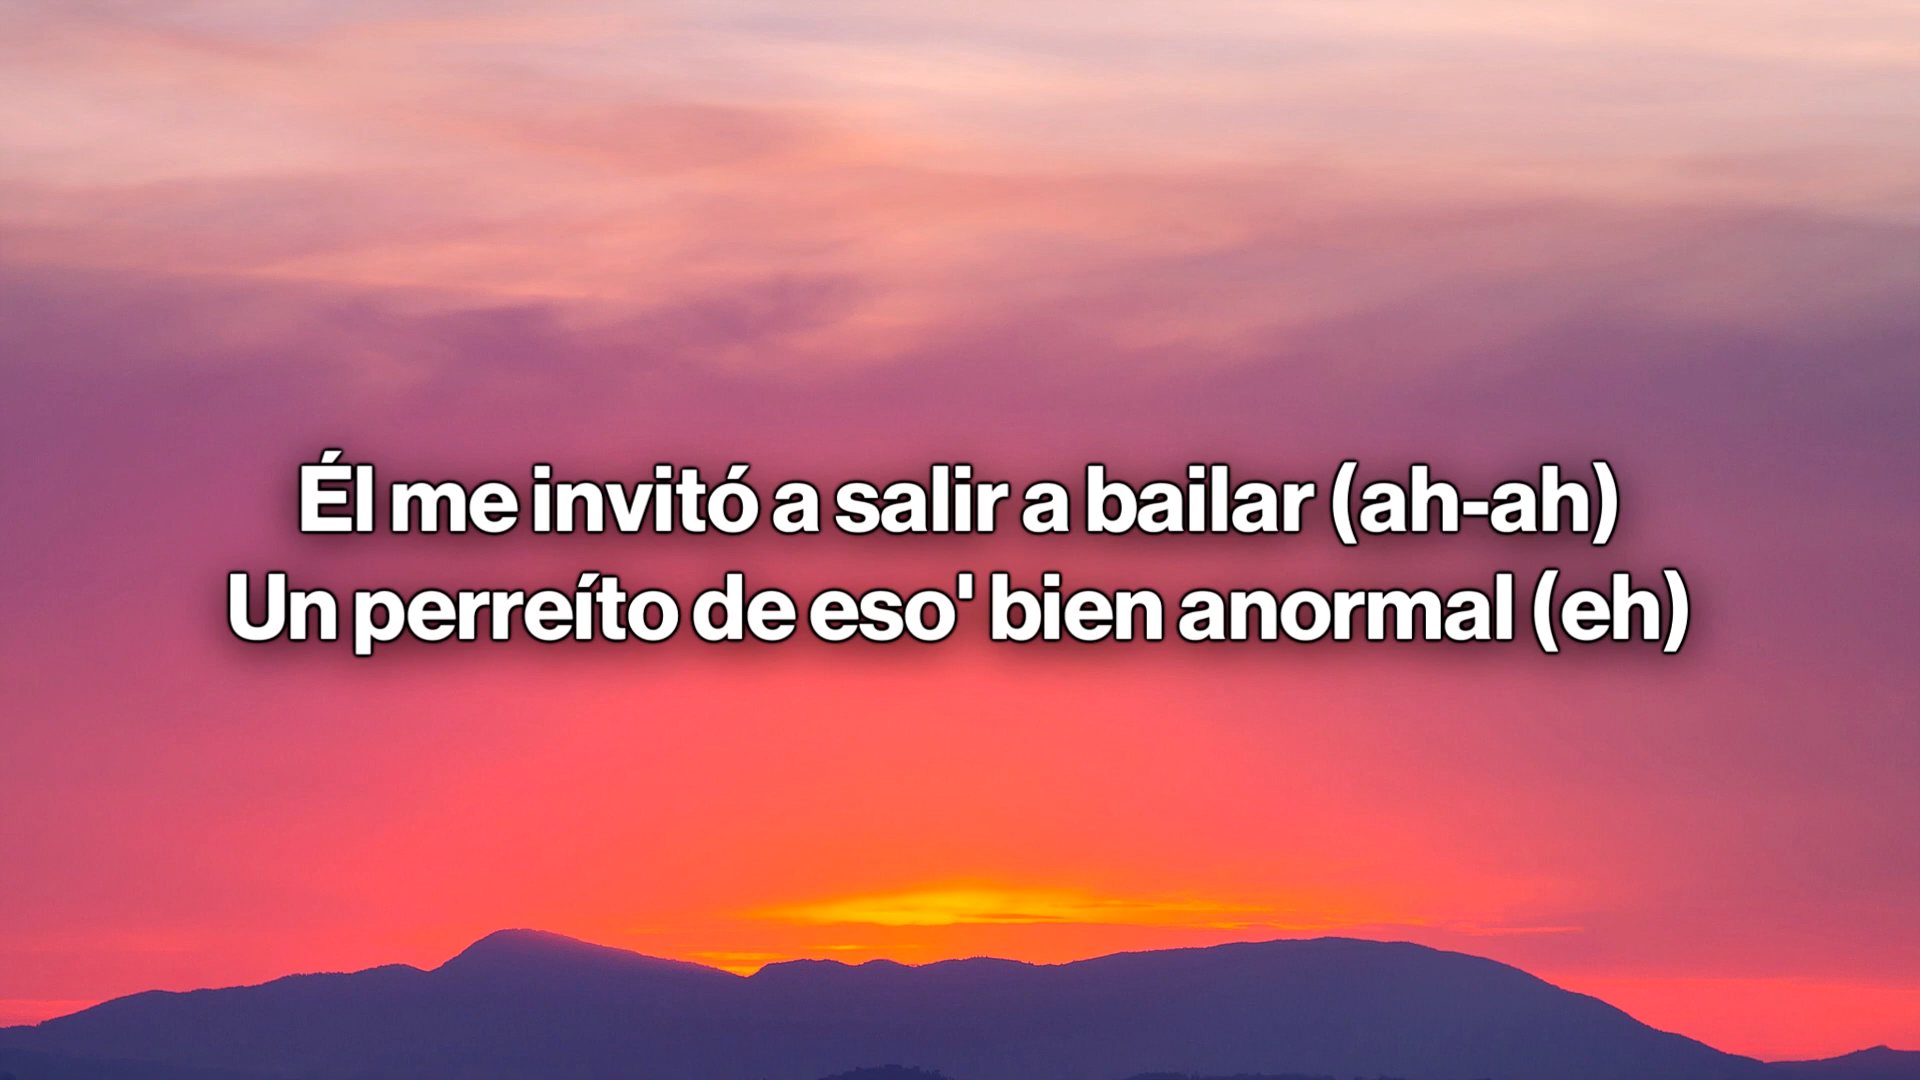 Él me invitó a salir a bailar (ah-ah)
Un perreíto de eso' bien anormal (eh)